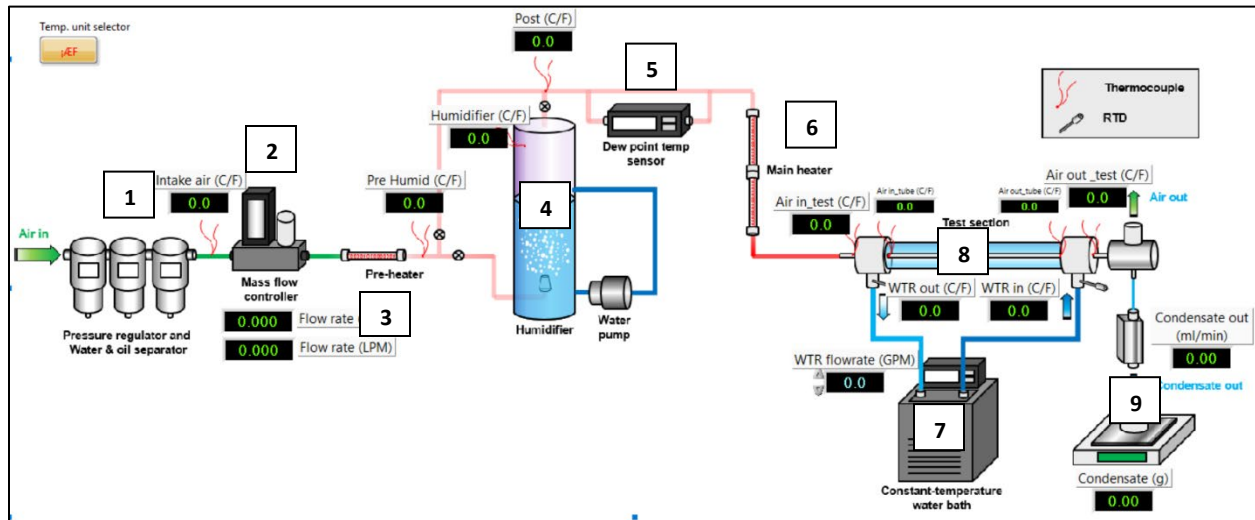 Temp. unit selector
¡ÆF
Post (C/F)
0.0
5
Thermocouple
RTD
Humidifier (C/F)
0.0
Dew point temp
sensor
6
Main heater
2
1
Intake air (C/F)
0.0
Pre Humid (C/F)
0.0
4
Air in_test (C/F)
0.0
Air in_tube (C/F)
0.0
Air out_tube (C/F)
0.0
Air out _test (C/F)
0.0
Air out
Test section
8
Air in
Mass flow
controller
Pre-heater
3
0.000
Flow rate
0.000
Flow rate (LPM)
Pressure regulator and
Water & oil separator
Humidifier
Water
pump
WTR out (C/F)
0.0
WTR in (C/F)
0.0
WTR flowrate (GPM)
0.0
7
Constant-temperature
water bath
Condensate out
(ml/min)
0.00
Condensate out
9
Condensate (g)
0.00